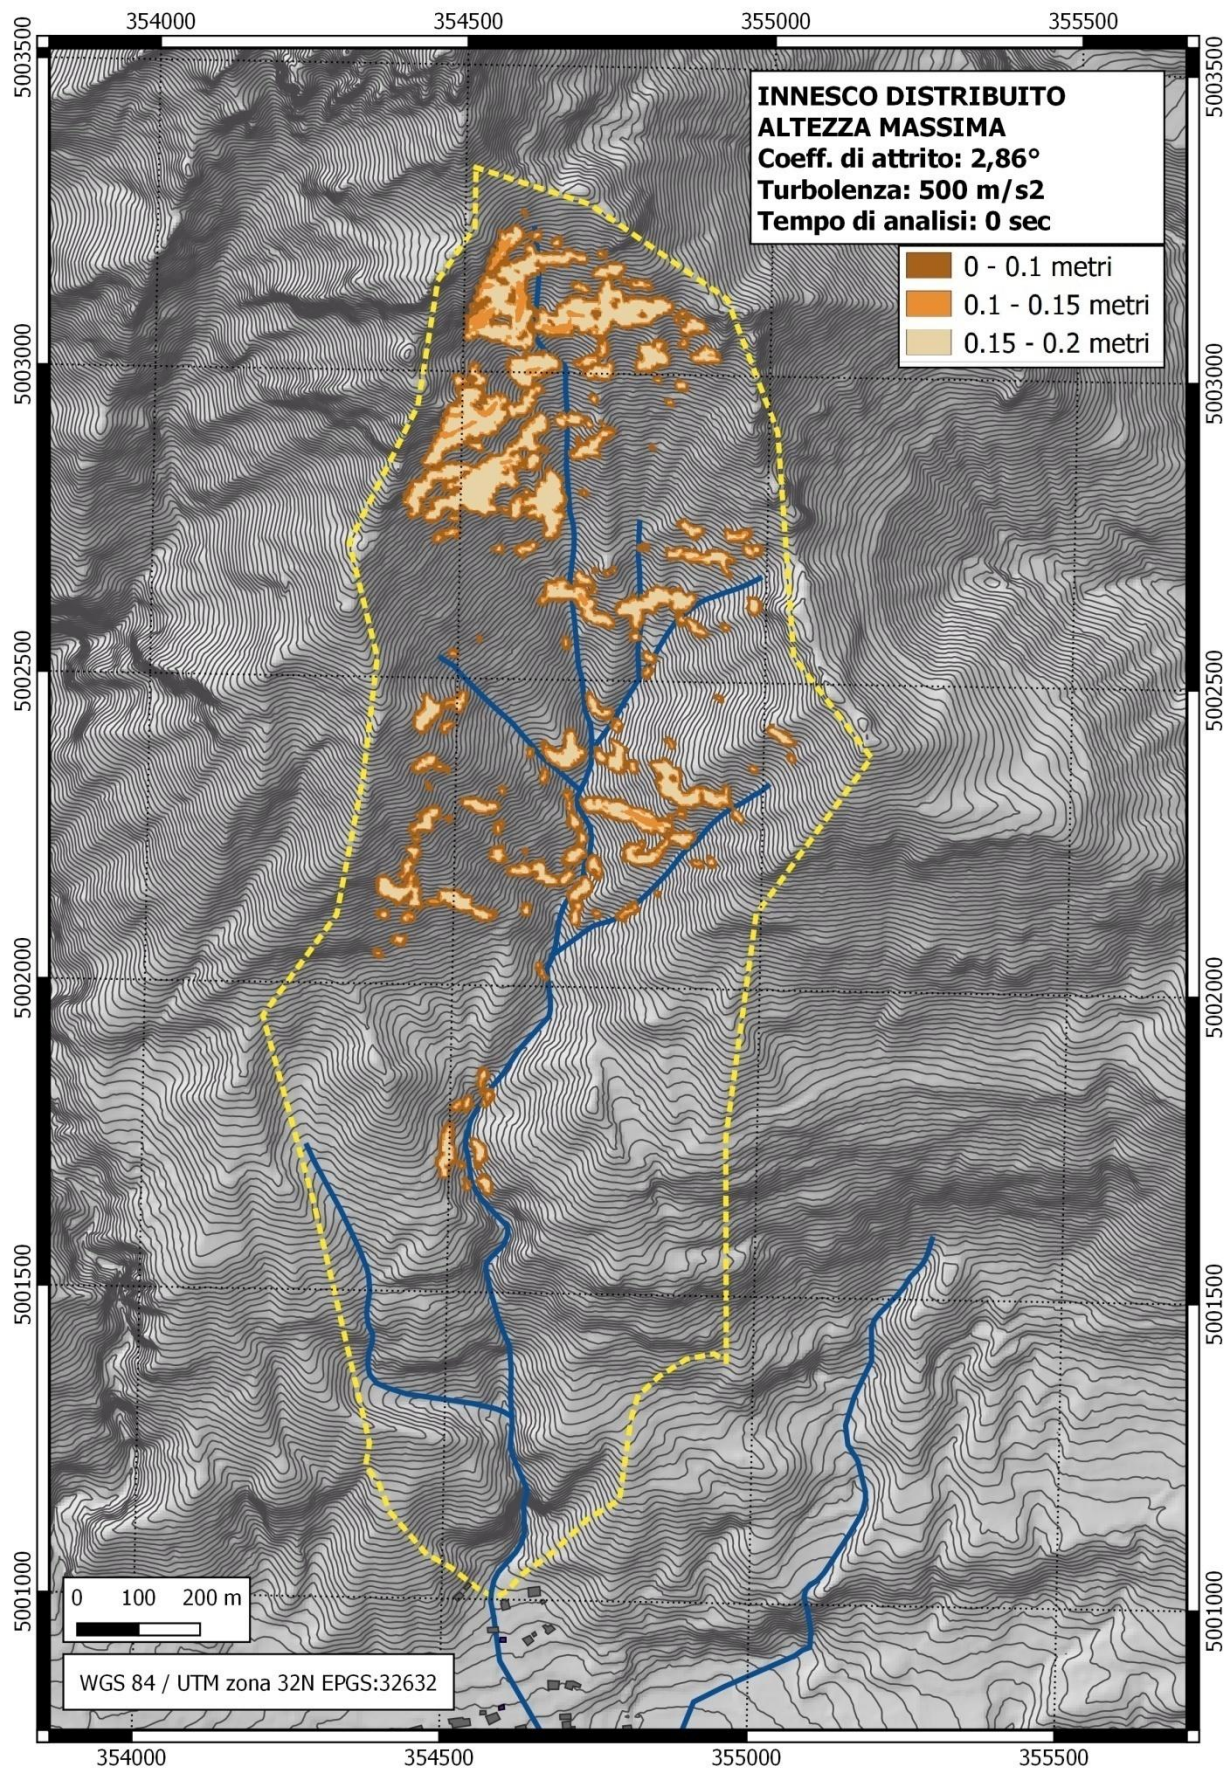 354000 354500 355000 355500
5003500 5003500
INNESCO DISTRIBUITO
ALTEZZA MASSIMA
Coeff. di attrito: 2,86°
Turbolenza: 500 m/s2
Tempo di analisi: 0 sec
0 - 0.1 metri
0.1 - 0.15 metri
0.15 - 0.2 metri
5003000 5003000
5002500 5002500
5002000 5002000
5001500 5001500
5001000 5001000
0 100 200 m
WGS 84 / UTM zona 32N EPGS:32632
354000 354500 355000 355500